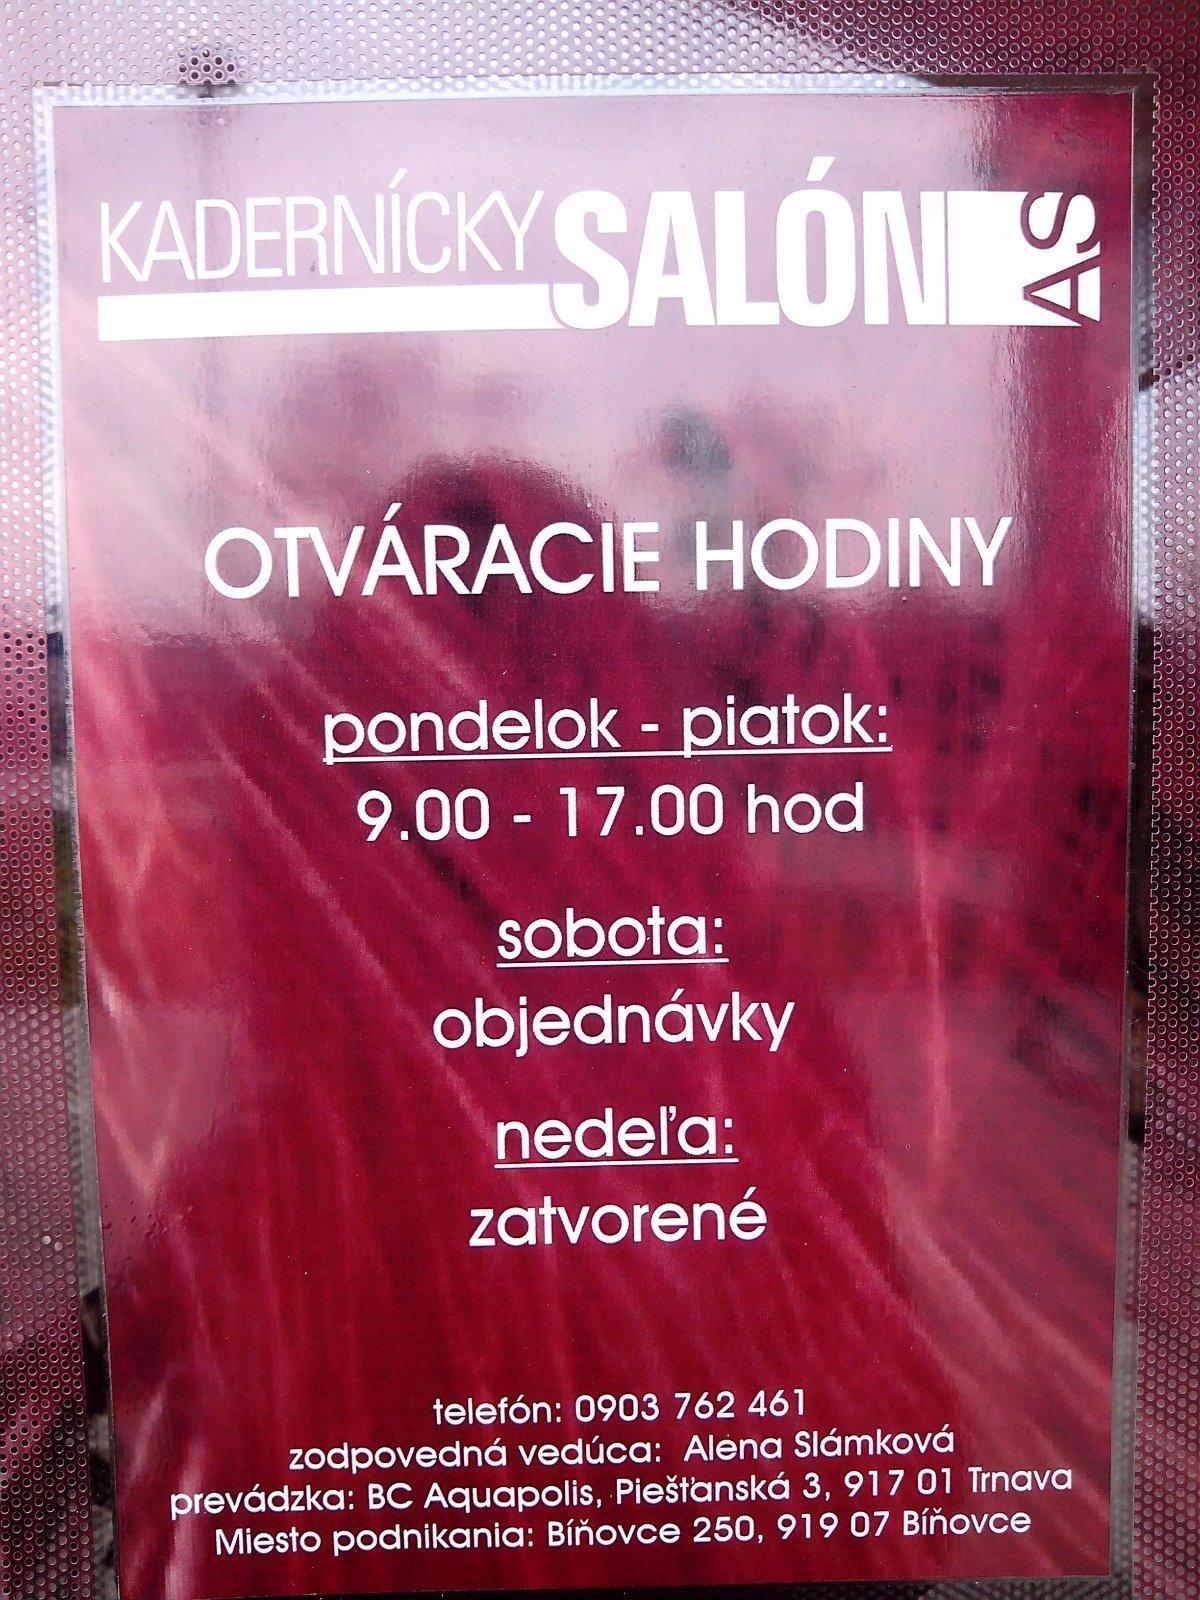 KADERNÍCKY SALÓN AS
OTVÁRACIE HODINY
pondelok - piatok:
9.00 - 17.00 hod
sobota:
objednávky
nedeľa:
zatvorené
telefón: 0903 762 461
zodpovedná vedúca: Alena Slámková
prevádzka: BC Aquapolis, Piešťanská 3, 917 01 Trnava
Miesto podnikania: Bíňovce 250, 919 07 Bíňovce